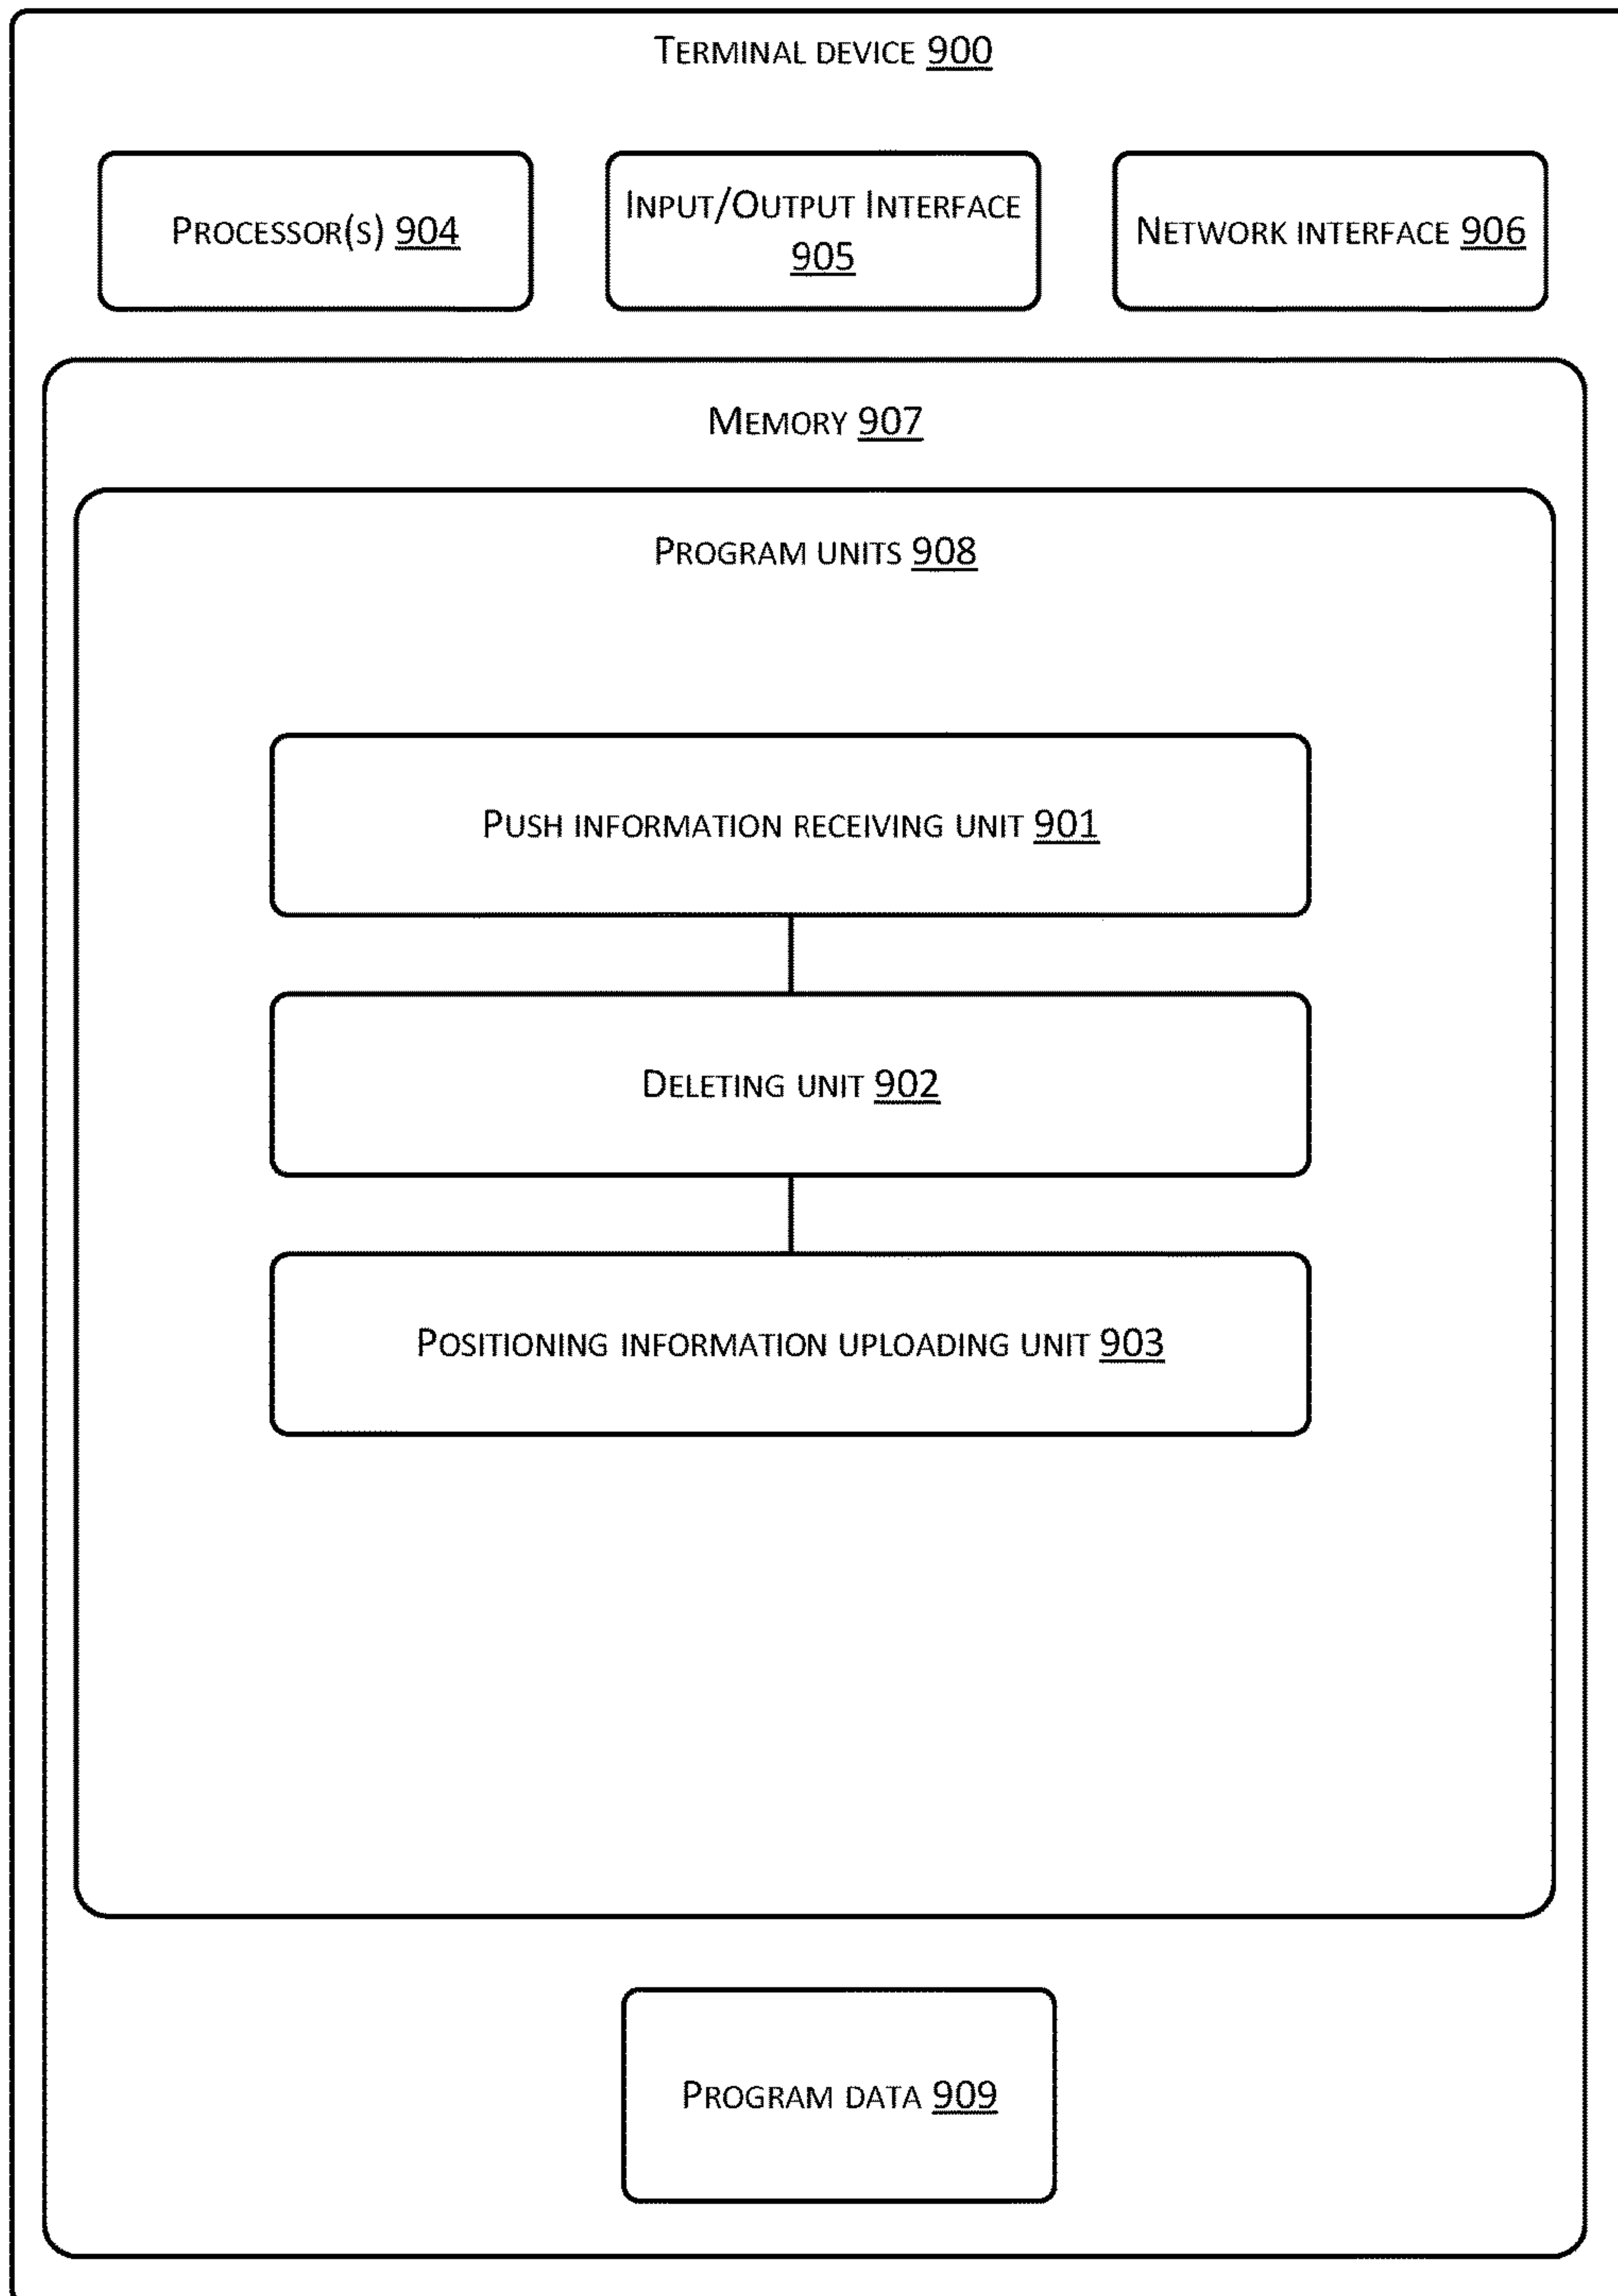 TERMINAL DEVICE 900
PROCESSOR(S) 904
INPUT/OUTPUT INTERFACE
905
NETWORK INTERFACE 906
MEMORY 907
PROGRAM UNITS 908
PUSH INFORMATION RECEIVING UNIT 901
DELETING UNIT 902
POSITIONING INFORMATION UPLOADING UNIT 903
PROGRAM DATA 909